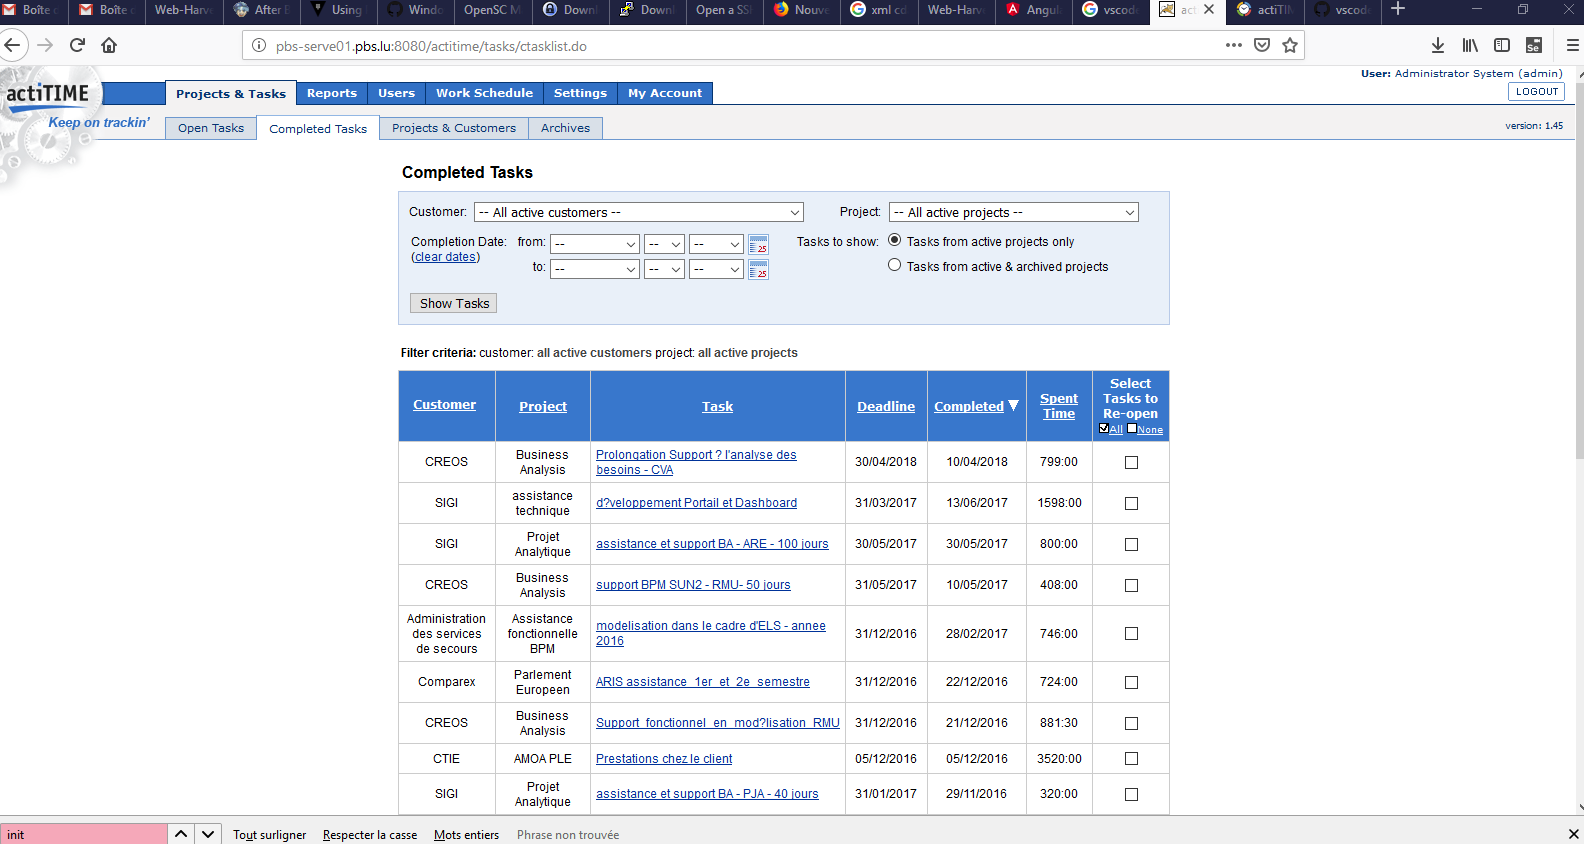 Boîte
Boîte
Web-Harv
After
Using
Windo
OpenSC M
Down
Down
Open a SS
Nouve
xml cd
Web-Harv
Angul
vscod
act
actiTIM
vscod
pbs-serve01.pbs.lu:8080/actitime/tasks/ctasklist.do
User: Administrator System (admin)
LOGOUT
actiTIME
Keep on trackin'
Projects & Tasks
Reports
Users
Work Schedule
Settings
My Account
Open Tasks
Completed Tasks
Projects & Customers
Archives
version: 1.45
Completed Tasks
Customer: -- All active customers --
Project: -- All active projects --
Completion Date: from: -- -- -- 25
(clear dates)
to: -- -- -- 25
Tasks to show: Tasks from active projects only
Tasks from active & archived projects
Show Tasks
Filter criteria: customer: all active customers project: all active projects
Customer
Project
Task
Deadline
Completed
Spent
Time
Select
Tasks to
Re-open
All None
CREOS
Business
Analysis
Prolongation Support ? l'analyse des
besoins - CVA
30/04/2018
10/04/2018
799:00
SIGI
assistance
technique
d?veloppement Portail et Dashboard
31/03/2017
13/06/2017
1598:00
SIGI
Projet
Analytique
assistance et support BA - ARE - 100 jours
30/05/2017
30/05/2017
800:00
CREOS
Business
Analysis
support BPM SUN2 - RMU- 50 jours
31/05/2017
10/05/2017
408:00
Administration
des services
de secours
Assistance
fonctionnelle
BPM
modelisation dans le cadre d'ELS - annee
2016
31/12/2016
28/02/2017
746:00
Comparex
Parlement
Europeen
ARIS assistance_1er_et_2e_semestre
31/12/2016
22/12/2016
724:00
CREOS
Business
Analysis
Support_fonctionnel_en_mod?lisation_RMU
31/12/2016
21/12/2016
881:30
CTIE
AMOA PLE
Prestations chez le client
05/12/2016
05/12/2016
3520:00
SIGI
Projet
Analytique
assistance et support BA - PJA - 40 jours
31/01/2017
29/11/2016
320:00
init
Tout surligner
Respecter la casse
Mots entiers
Phrase non trouvée